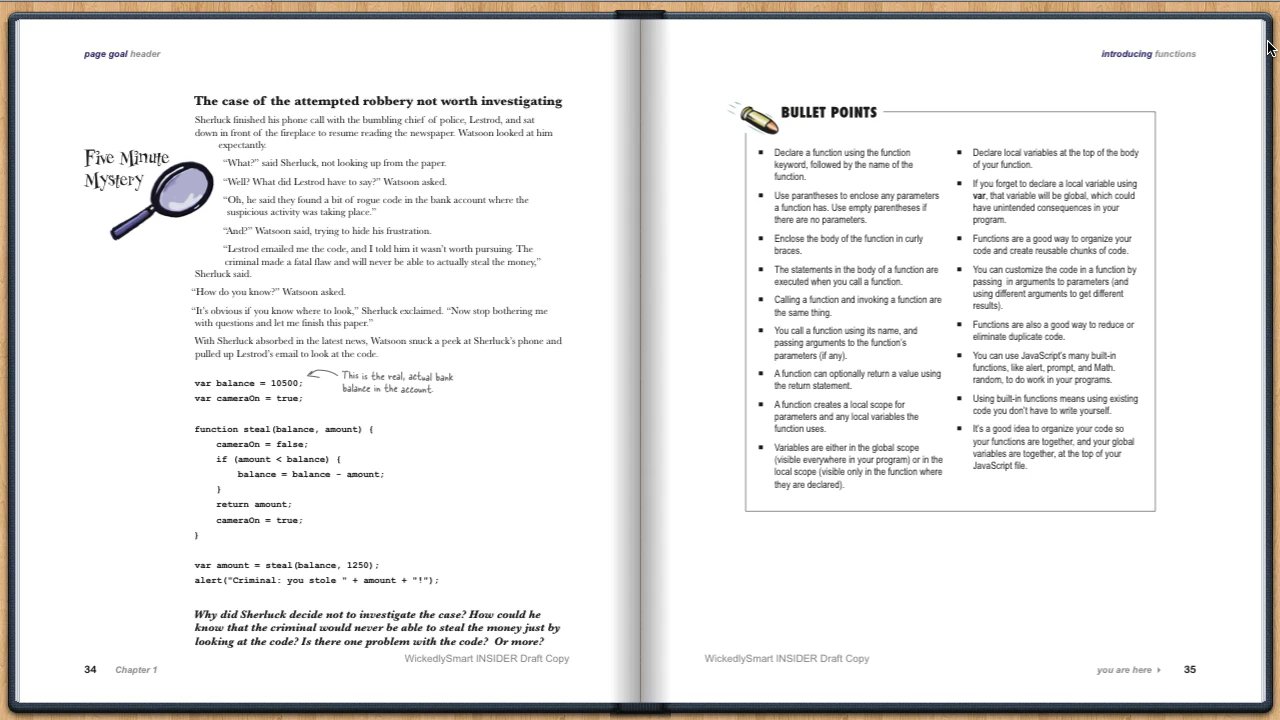 page goal header
The case of the attempted robbery not worth investigating
Sherluck finished his phone call with the bumbling chief of police, Lestrod, and sat
down in front of the fireplace to resume reading the newspaper. Watsoon looked at him
expectantly.
Five Minute
Mystery
“What?” said Sherluck, not looking up from the paper.
“Well? What did Lestrod have to say?” Watsoon asked.
“Oh, he said they found a bit of rogue code in the bank account where the
suspicious activity was taking place.”
“And?” Watsoon said, trying to hide his frustration.
“Lestrod emailed me the code, and I told him it wasn’t worth pursuing. The
criminal made a fatal flaw and will never be able to actually steal the money,”
Sherluck said.
“How do you know?” Watsoon asked.
“It’s obvious if you know where to look,” Sherluck exclaimed. “Now stop bothering me
with questions and let me finish this paper.”
With Sherluck absorbed in the latest news, Watsoon snuck a peek at Sherluck’s phone and
pulled up Lestrod’s email to look at the code.
var balance = 10500;
var cameraOn = true;
This is the real, actual bank
balance in the account.
function steal(balance, amount) {
cameraOn = false;
if (amount < balance) {
balance = balance - amount;
}
return amount;
cameraOn = true;
}
var amount = steal(balance, 1250);
alert("Criminal: you stole " + amount + "!");
Why did Sherluck decide not to investigate the case? How could he
know that the criminal would never be able to steal the money just by
looking at the code? Is there one problem with the code? Or more?
WickedlySmart INSIDER Draft Copy
34 Chapter 1
introducing functions
BULLET POINTS
▪ Declare a function using the function
keyword, followed by the name of the
function.
▪ Use parantheses to enclose any parameters
a function has. Use empty parentheses if
there are no parameters.
▪ Enclose the body of the function in curly
braces.
▪ The statements in the body of a function are
executed when you call a function.
▪ Calling a function and invoking a function are
the same thing.
▪ You call a function using its name, and
passing arguments to the function’s
parameters (if any).
▪ A function can optionally return a value using
the return statement.
▪ A function creates a local scope for
parameters and any local variables the
function uses.
▪ Variables are either in the global scope
(visible everywhere in your program) or in the
local scope (visible only in the function where
they are declared).
▪ Declare local variables at the top of the body
of your function.
▪ If you forget to declare a local variable using
var, that variable will be global, which could
have unintended consequences in your
program.
▪ Functions are a good way to organize your
code and create reusable chunks of code.
▪ You can customize the code in a function by
passing in arguments to parameters (and
using different arguments to get different
results).
▪ Functions are also a good way to reduce or
eliminate duplicate code.
▪ You can use JavaScript’s many built-in
functions, like alert, prompt, and Math.
random, to do work in your programs.
▪ Using built-in functions means using existing
code you don’t have to write yourself.
▪ It’s a good idea to organize your code so
your functions are together, and your global
variables are together, at the top of your
JavaScript file.
WickedlySmart INSIDER Draft Copy
you are here ▸ 35